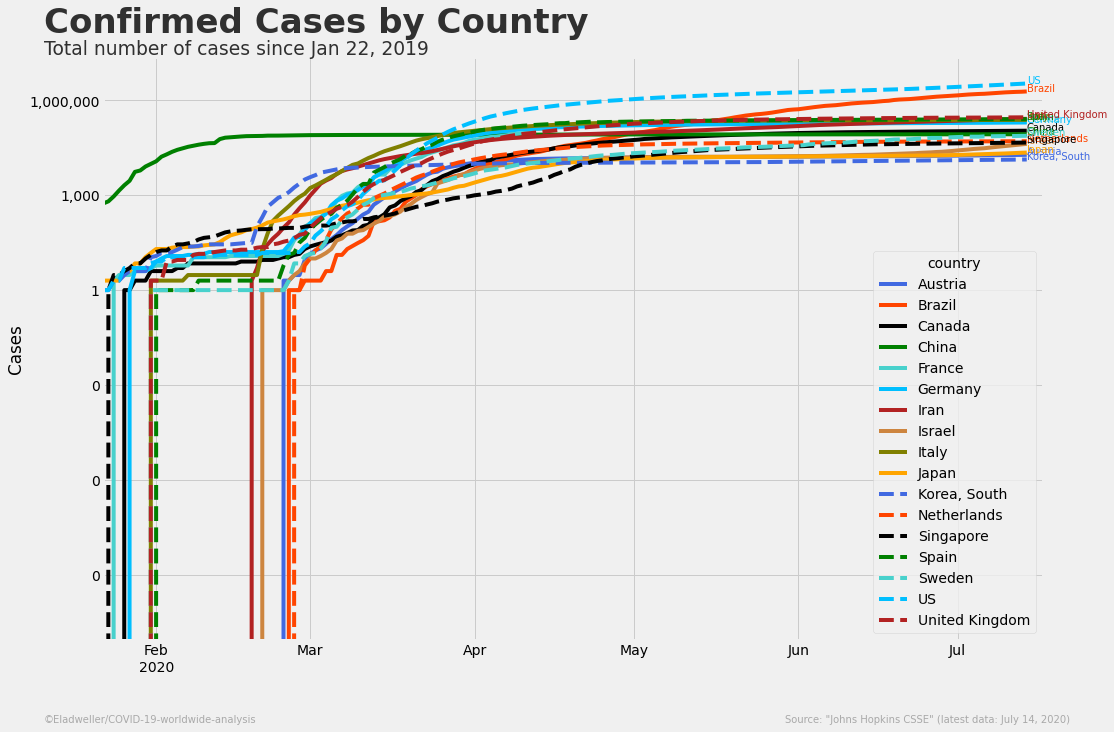 Confirmed Cases by Country
Total number of cases since Jan 22, 2019
1,000,000
1,000
1
0
0
0
Cases
Feb
2020
Mar
Apr
May
Jun
Jul
US
Brazil
United Kingdom
Germany
Canada
Singapore
Korea, South
country
Austria
Brazil
Canada
China
France
Germany
Iran
Israel
Italy
Japan
Korea, South
Netherlands
Singapore
Spain
Sweden
US
United Kingdom
©Eladweller/COVID-19-worldwide-analysis
Source: "Johns Hopkins CSSE" (latest data: July 14, 2020)